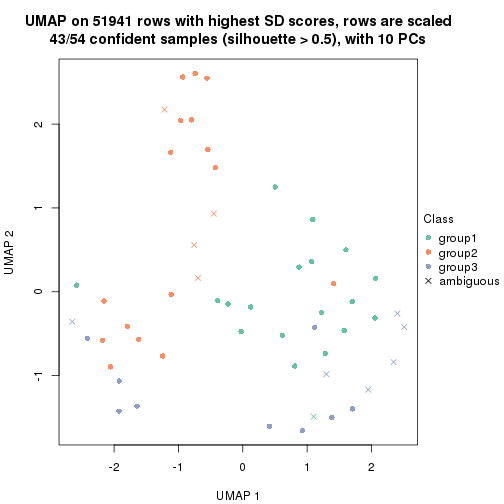 UMAP on 51941 rows with highest SD scores, rows are scaled
43/54 confident samples (silhouette > 0.5), with 10 PCs
2
1
0
-1
UMAP 2
-2
-1
0
1
2
UMAP 1
Class
group1
group2
group3
ambiguous